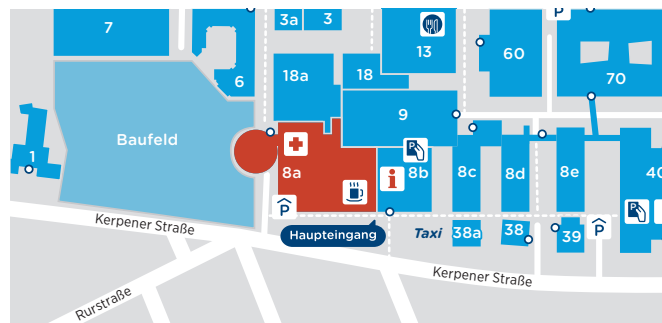 7
6
3a
3
13
60
P
70
18a
18
9
Baufeld
1
8a
P
i
8b
8c
8d
8e
40
P
P
P
Kerpener Straße
Haupteingang
Taxi
38a
38
39
Kerpener Straße
Rurstraße